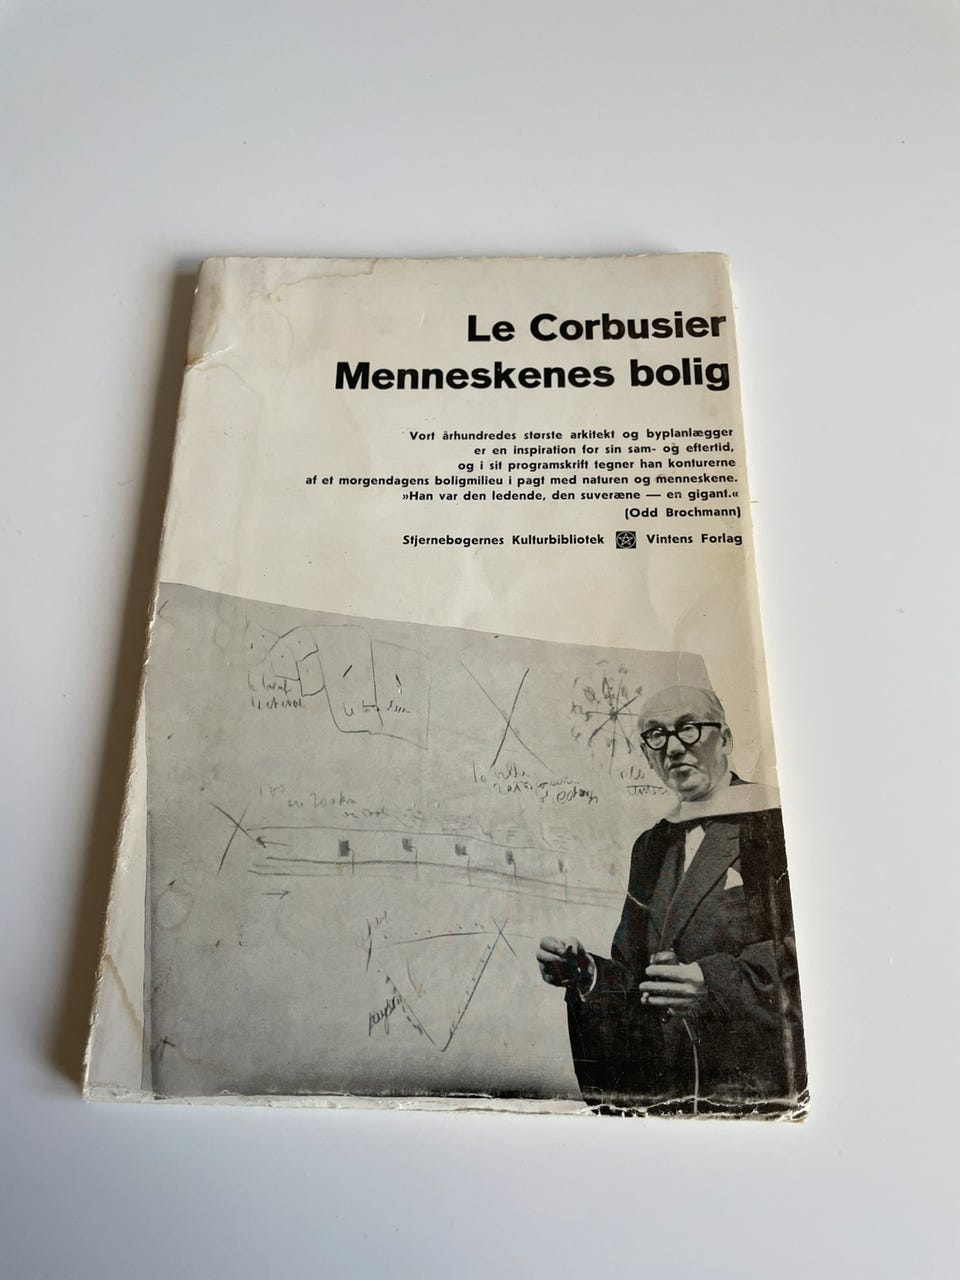 Le Corbusier
Menneskenes bolig
Vort århundredes største arkitekt og byplanlægger
er en inspiration for sin sam- og eftertid,
og i sit programskrift tegner han konturerne
af et morgendagens boligmilieu i pagt med naturen og menneskene.
»Han var den ledende, den suveræne — en gigant.«
(Odd Brochmann)
Stjernebøgernes Kulturbibliotek Vintens Forlag